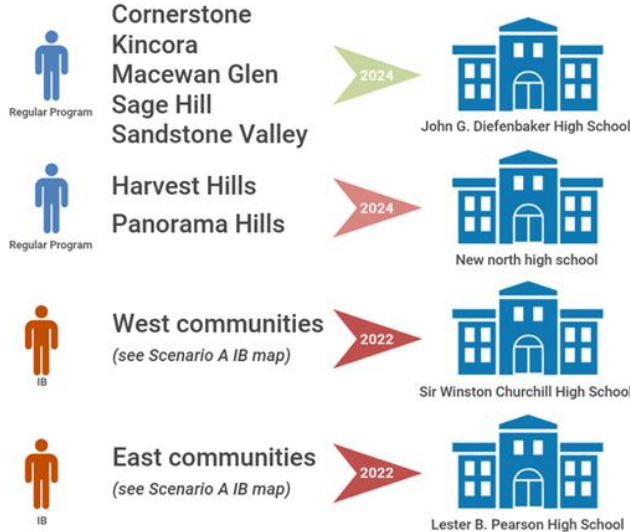 Cornerstone
Kincora
Macewan Glen
Sage Hill
Sandstone Valley
Regular Program
2024
John G. Diefenbaker High School
Harvest Hills
Panorama Hills
Regular Program
2024
New north high school
West communities
(see Scenario A IB map)
IB
2022
Sir Winston Churchill High School
East communities
(see Scenario A IB map)
IB
2022
Lester B. Pearson High School